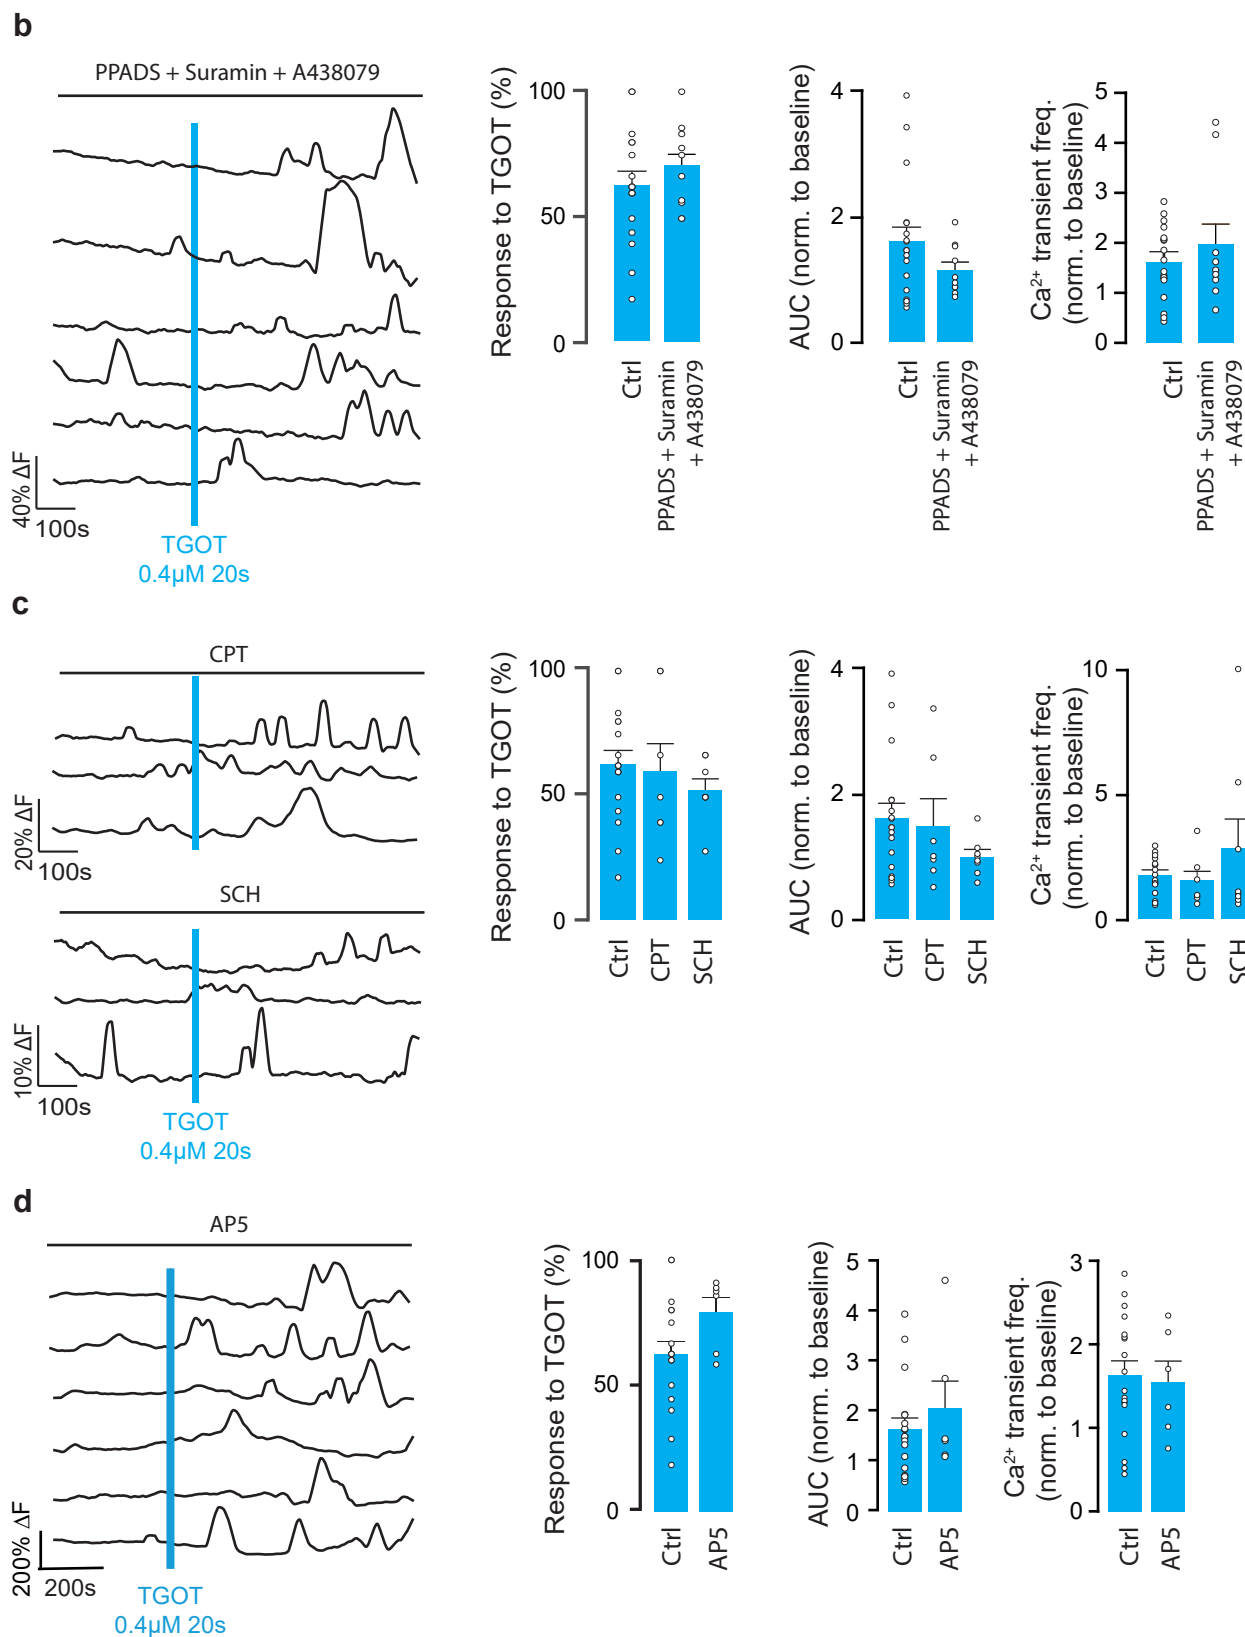 b
PPADS + Suramin + A438079
40% ΔF
100s
TGOT
0.4μM 20s
Response to TGOT (%)
100
50
0
Ctrl
PPADS + Suramin
+ A438079
AUC (norm. to baseline)
4
2
0
Ctrl
PPADS + Suramin
+ A438079
Ca²⁺ transient freq.
(norm. to baseline)
5
4
3
2
1
0
Ctrl
PPADS + Suramin
+ A438079
c
CPT
20% ΔF
100s
SCH
10% ΔF
100s
TGOT
0.4μM 20s
Response to TGOT (%)
100
50
0
Ctrl
CPT
SCH
AUC (norm. to baseline)
4
2
0
Ctrl
CPT
SCH
Ca²⁺ transient freq.
(norm. to baseline)
10
5
0
Ctrl
CPT
SCH
d
AP5
200% ΔF
200s
TGOT
0.4μM 20s
Response to TGOT (%)
100
50
0
Ctrl
AP5
AUC (norm. to baseline)
5
4
3
2
1
0
Ctrl
AP5
Ca²⁺ transient freq.
(norm. to baseline)
3
2
1
0
Ctrl
AP5